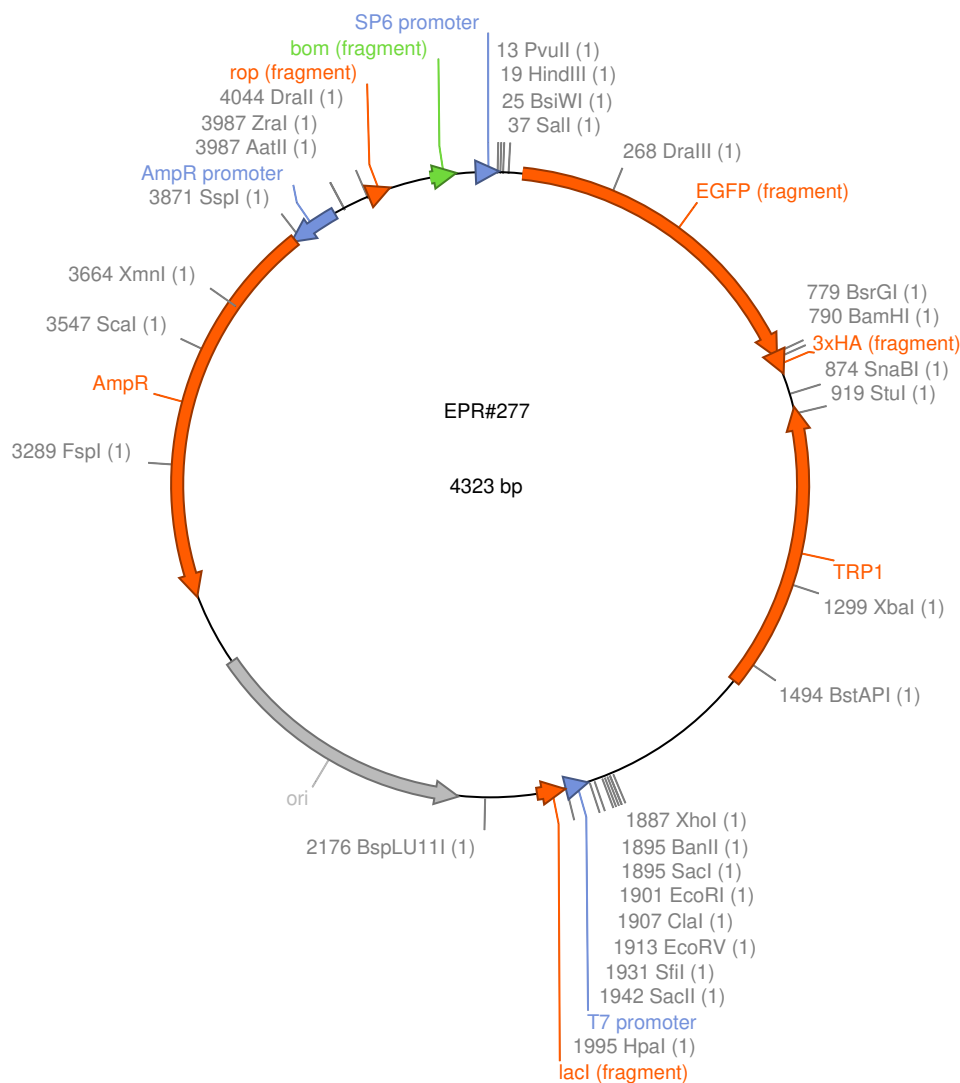 SP6 promoter
bom (fragment)
13 PvuII (1)
rop (fragment)
19 HindIII (1)
4044 DraII (1)
25 BsiWI (1)
3987 ZraI (1)
37 SalI (1)
3987 AatII (1)
268 DraIII (1)
AmpR promoter
3871 SspI (1)
EGFP (fragment)
3664 XmnI (1)
779 BsrGI (1)
790 BamHI (1)
3547 ScaI (1)
3xHA (fragment)
874 SnaBI (1)
AmpR
919 StuI (1)
EPR#277
3289 FspI (1)
4323 bp
TRP1
1299 XbaI (1)
1494 BstAPI (1)
ori
1887 XhoI (1)
2176 BspLU11I (1)
1895 BanII (1)
1895 SacI (1)
1901 EcoRI (1)
1907 ClaI (1)
1913 EcoRV (1)
1931 SfiI (1)
1942 SacII (1)
T7 promoter
1995 HpaI (1)
lacI (fragment)